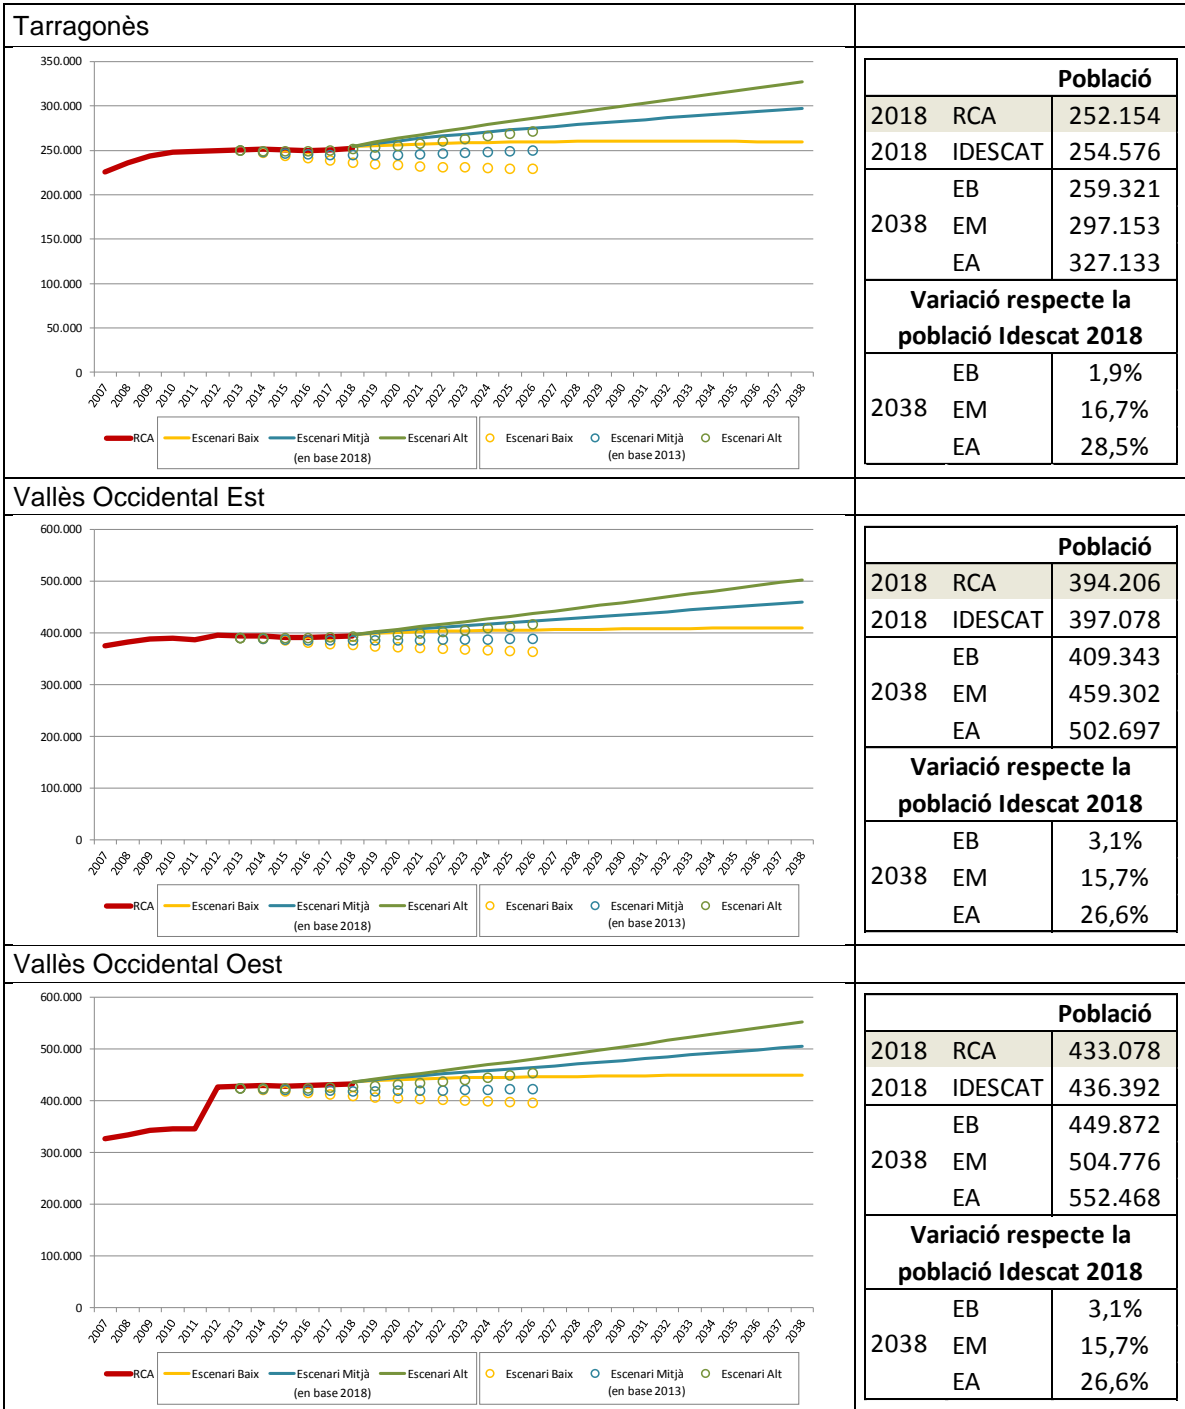 Tarragonès
350.000
300.000
250.000
200.000
150.000
100.000
50.000
0
2007 2008 2009 2010 2011 2012 2013 2014 2015 2016 2017 2018 2019 2020 2021 2022 2023 2024 2025 2026 2027 2028 2029 2030 2031 2032 2033 2034 2035 2036 2037 2038
RCA Escenari Baix Escenari Mitjà Escenari Alt Escenari Baix Escenari Mitjà Escenari Alt
(en base 2018) (en base 2013)
Població
2018 RCA 252.154
2018 IDESCAT 254.576
EB 259.321
2038 EM 297.153
EA 327.133
Variació respecte la
població Idescat 2018
EB 1,9%
2038 EM 16,7%
EA 28,5%
Vallès Occidental Est
600.000
500.000
400.000
300.000
200.000
100.000
0
2007 2008 2009 2010 2011 2012 2013 2014 2015 2016 2017 2018 2019 2020 2021 2022 2023 2024 2025 2026 2027 2028 2029 2030 2031 2032 2033 2034 2035 2036 2037 2038
RCA Escenari Baix Escenari Mitjà Escenari Alt Escenari Baix Escenari Mitjà Escenari Alt
(en base 2018) (en base 2013)
Població
2018 RCA 394.206
2018 IDESCAT 397.078
EB 409.343
2038 EM 459.302
EA 502.697
Variació respecte la
població Idescat 2018
EB 3,1%
2038 EM 15,7%
EA 26,6%
Vallès Occidental Oest
600.000
500.000
400.000
300.000
200.000
100.000
0
2007 2008 2009 2010 2011 2012 2013 2014 2015 2016 2017 2018 2019 2020 2021 2022 2023 2024 2025 2026 2027 2028 2029 2030 2031 2032 2033 2034 2035 2036 2037 2038
RCA Escenari Baix Escenari Mitjà Escenari Alt Escenari Baix Escenari Mitjà Escenari Alt
(en base 2018) (en base 2013)
Població
2018 RCA 433.078
2018 IDESCAT 436.392
EB 449.872
2038 EM 504.776
EA 552.468
Variació respecte la
població Idescat 2018
EB 3,1%
2038 EM 15,7%
EA 26,6%